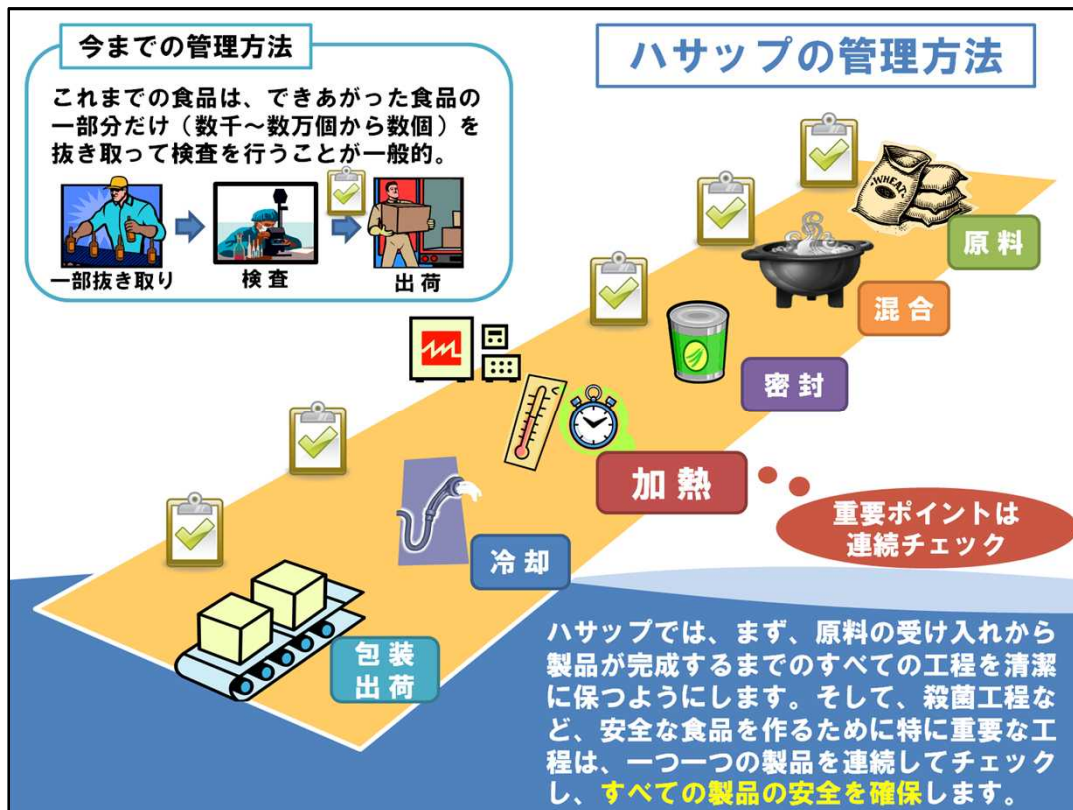 今までの管理方法
これまでの食品は、できあがった食品の
一部分だけ（数千～数万個から数個）を
抜き取って検査を行うことが一般的。
一部抜き取り
検査
出荷
ハサップの管理方法
WHEAT
原料
混合
密封
加熱
重要ポイントは
連続チェック
冷却
包装
出荷
ハサップでは、まず、原料の受け入れから
製品が完成するまでのすべての工程を清潔
に保つようにします。そして、殺菌工程な
ど、安全な食品を作るために特に重要な工
程は、一つ一つの製品を連続してチェック
し、すべての製品の安全を確保します。